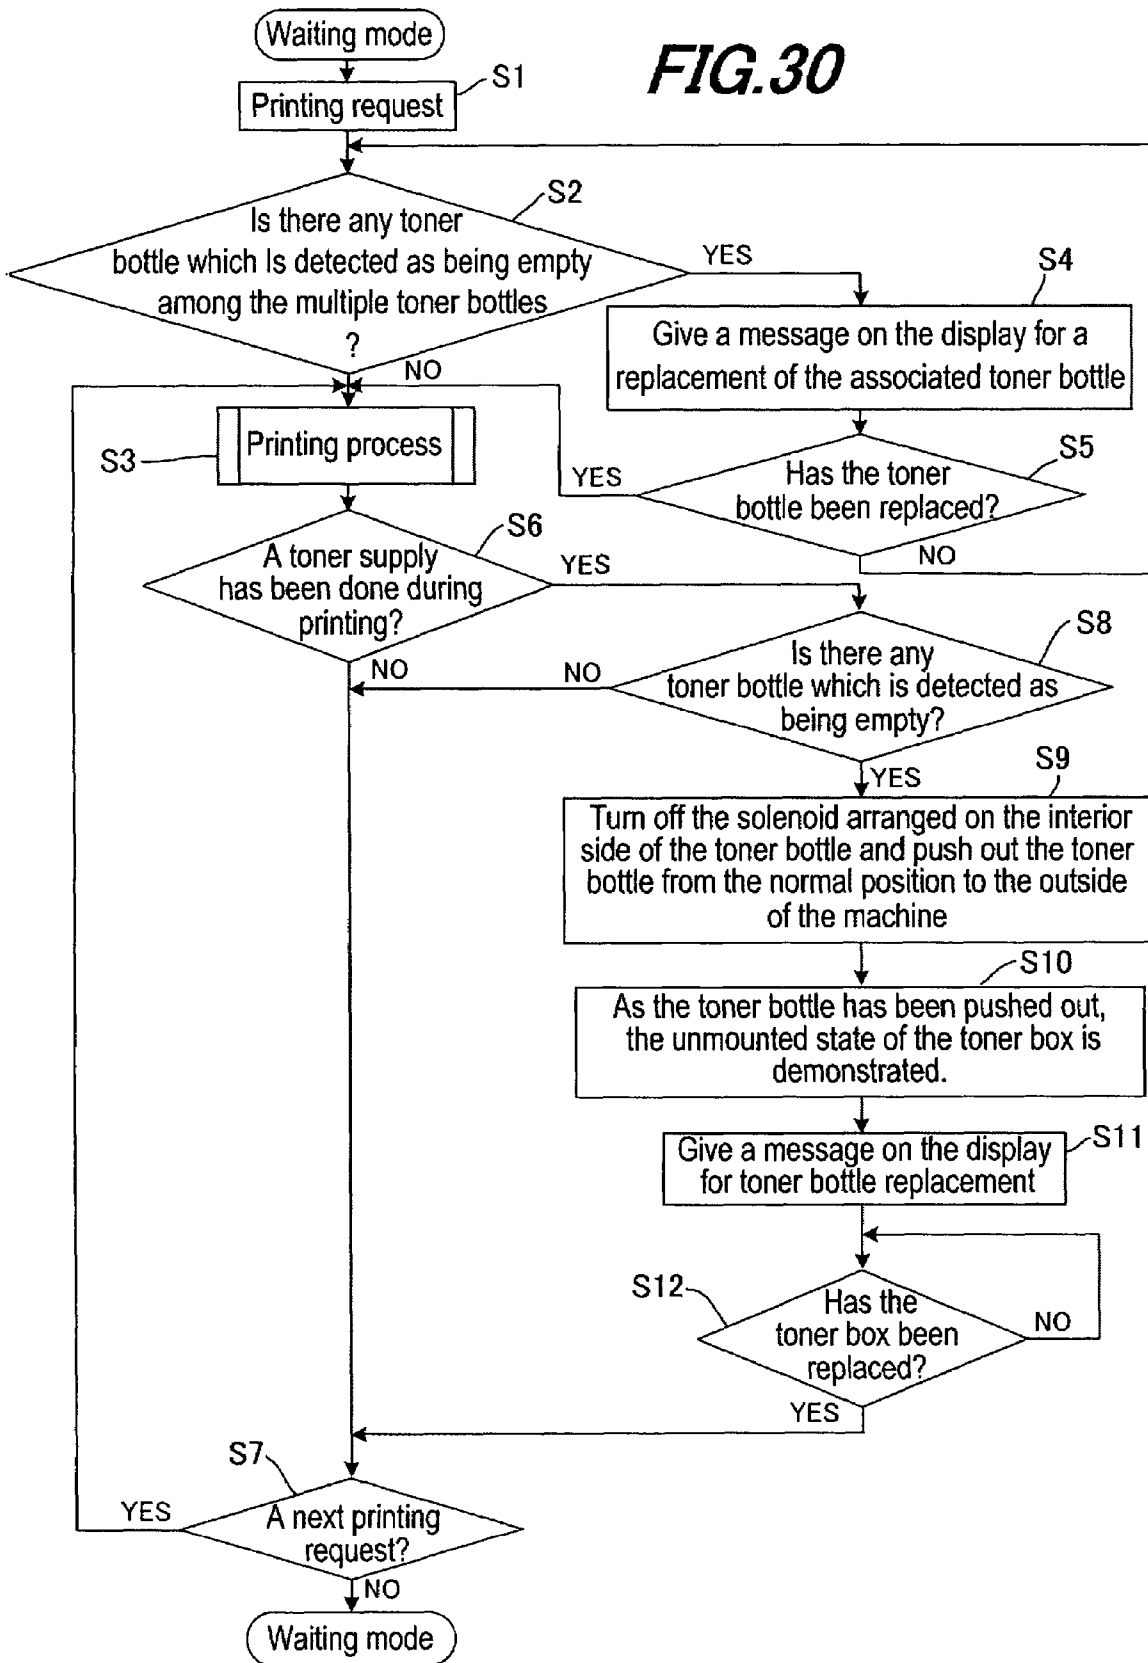 Waiting mode
FIG.30
S1
Printing request
S2
Is there any toner
bottle which Is detected as being empty
among the multiple toner bottles
?
YES
NO
S4
Give a message on the display for a
replacement of the associated toner bottle
S3
Printing process
S5
Has the toner
bottle been replaced?
YES
NO
S6
A toner supply
has been done during
printing?
YES
NO
S8
Is there any
toner bottle which is detected as
being empty?
NO
YES
S9
Turn off the solenoid arranged on the interior
side of the toner bottle and push out the toner
bottle from the normal position to the outside
of the machine
S10
As the toner bottle has been pushed out,
the unmounted state of the toner box is
demonstrated.
S11
Give a message on the display
for toner bottle replacement
S12
Has the
toner box been
replaced?
NO
YES
S7
A next printing
request?
YES
NO
Waiting mode